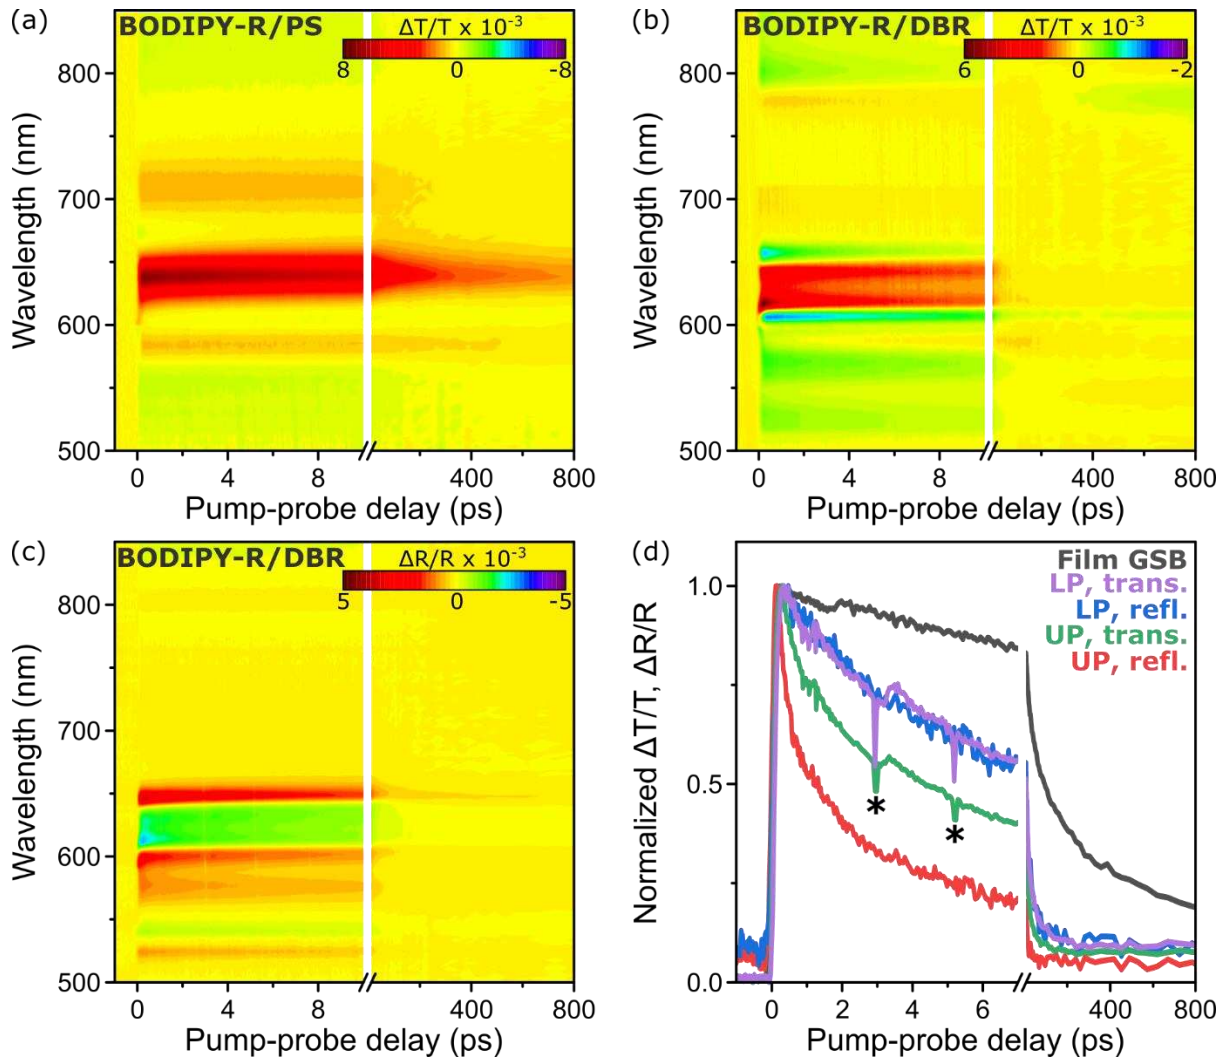 (a)
BODIPY-R/PS
ΔT/T x 10⁻³
8 0 -8
Wavelength (nm)
800
700
600
500
0 4 8 400 800
Pump-probe delay (ps)
(b)
BODIPY-R/DBR
ΔT/T x 10⁻³
6 0 -2
Wavelength (nm)
800
700
600
500
0 4 8 400 800
Pump-probe delay (ps)
(c)
BODIPY-R/DBR
ΔR/R x 10⁻³
5 0 -5
Wavelength (nm)
800
700
600
500
0 4 8 400 800
Pump-probe delay (ps)
(d)
Film GSB
LP, trans.
LP, refl.
UP, trans.
UP, refl.
Normalized ΔT/T, ΔR/R
1.0
0.5
0.0
* *
0 2 4 6 400 800
Pump-probe delay (ps)